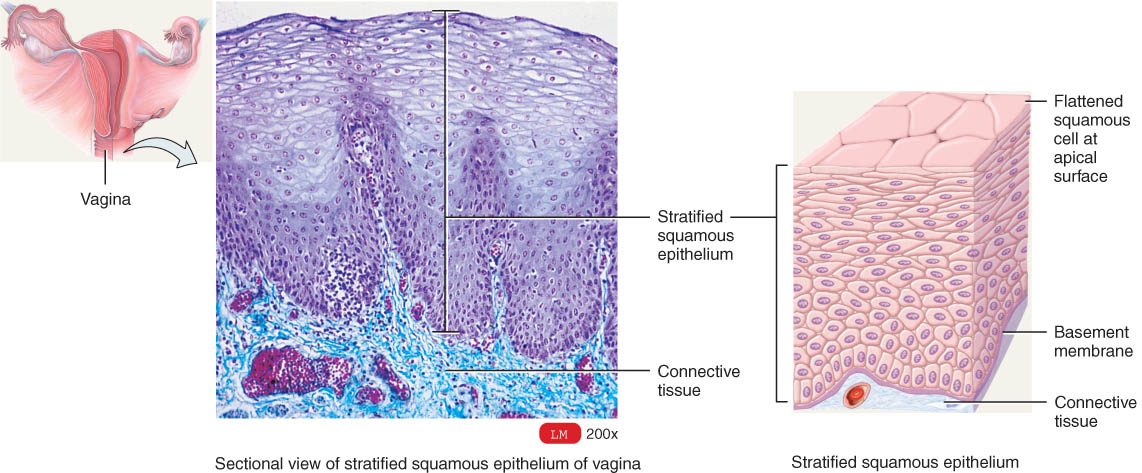 Vagina
Stratified
squamous
epithelium
Connective
tissue
LM 200x
Sectional view of stratified squamous epithelium of vagina
Flattened
squamous
cell at
apical
surface
Basement
membrane
Connective
tissue
Stratified squamous epithelium